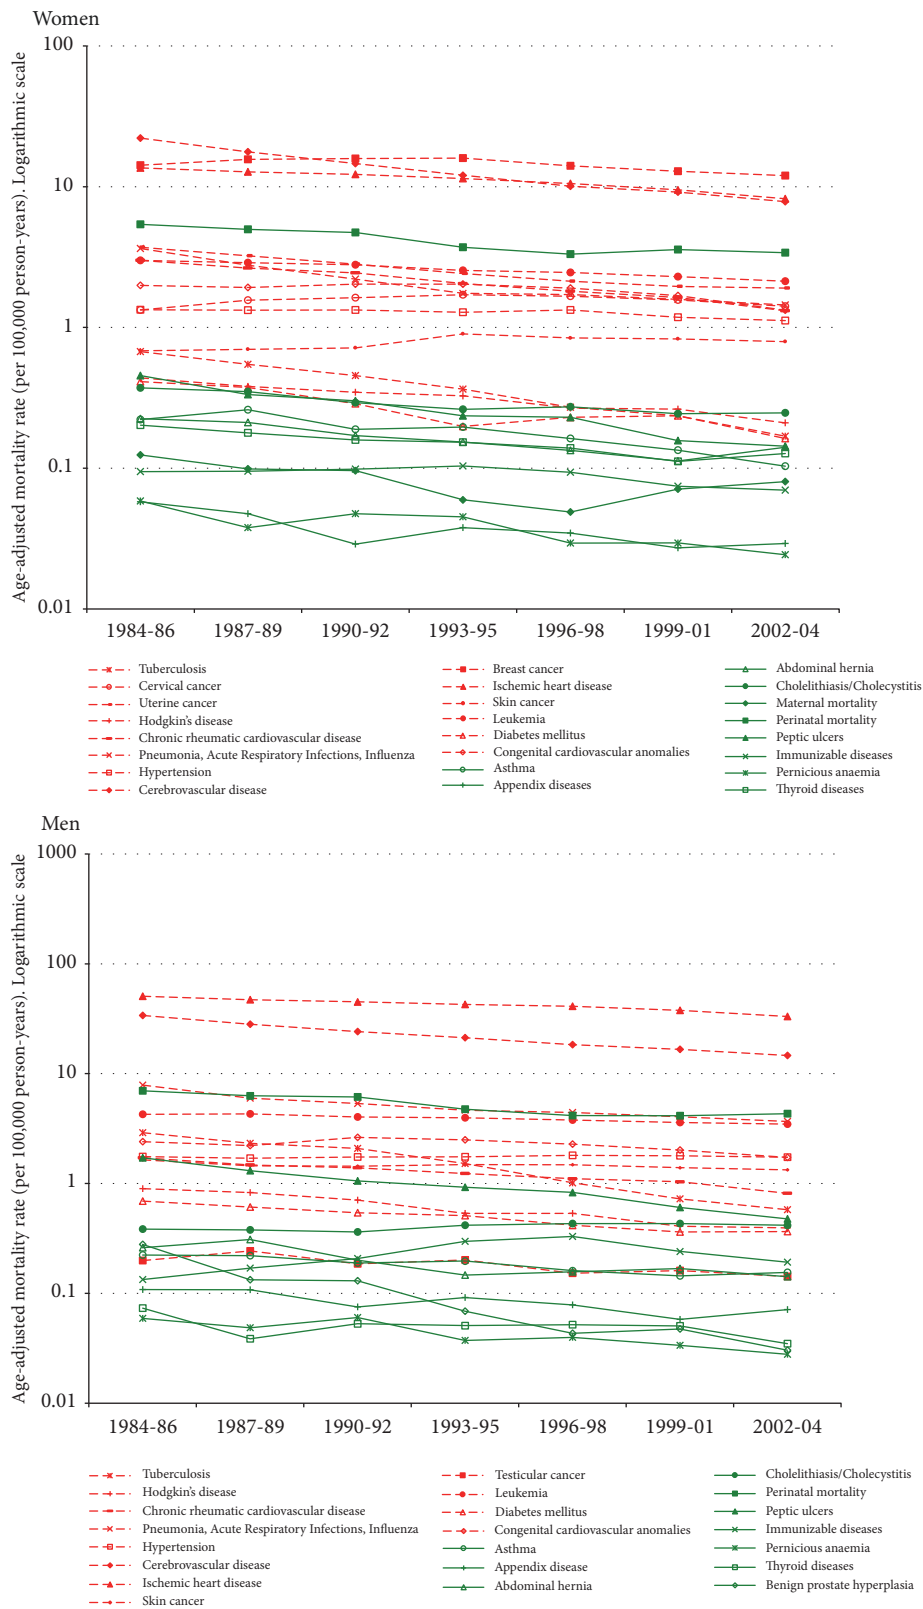 Women
Age-adjusted mortality rate (per 100,000 person-years). Logarithmic scale
100
10
1
0.1
0.01
1984-86 1987-89 1990-92 1993-95 1996-98 1999-01 2002-04
Tuberculosis
Cervical cancer
Uterine cancer
Hodgkin's disease
Chronic rheumatic cardiovascular disease
Pneumonia, Acute Respiratory Infections, Influenza
Hypertension
Cerebrovascular disease
Breast cancer
Ischemic heart disease
Skin cancer
Leukemia
Diabetes mellitus
Congenital cardiovascular anomalies
Asthma
Appendix diseases
Abdominal hernia
Cholelithiasis/Cholecystitis
Maternal mortality
Perinatal mortality
Peptic ulcers
Immunizable diseases
Pernicious anaemia
Thyroid diseases
Men
Age-adjusted mortality rate (per 100,000 person-years). Logarithmic scale
1000
100
10
1
0.1
0.01
1984-86 1987-89 1990-92 1993-95 1996-98 1999-01 2002-04
Tuberculosis
Hodgkin's disease
Chronic rheumatic cardiovascular disease
Pneumonia, Acute Respiratory Infections, Influenza
Hypertension
Cerebrovascular disease
Ischemic heart disease
Skin cancer
Testicular cancer
Leukemia
Diabetes mellitus
Congenital cardiovascular anomalies
Asthma
Appendix disease
Abdominal hernia
Cholelithiasis/Cholecystitis
Perinatal mortality
Peptic ulcers
Immunizable diseases
Pernicious anaemia
Thyroid diseases
Benign prostate hyperplasia